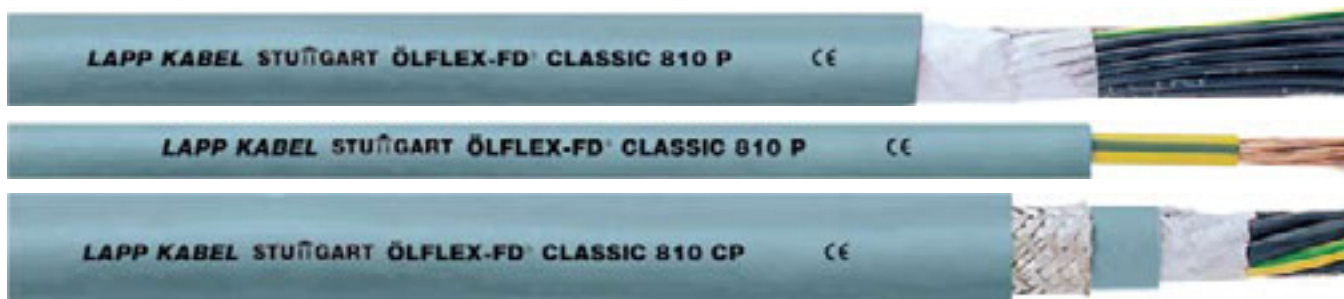 LAPP KABEL STUTTGART ÖLFLEX-FD® CLASSIC 810 P CE
LAPP KABEL STUTTGART ÖLFLEX-FD® CLASSIC 810 P CE
LAPP KABEL STUTTGART ÖLFLEX-FD® CLASSIC 810 CP CE